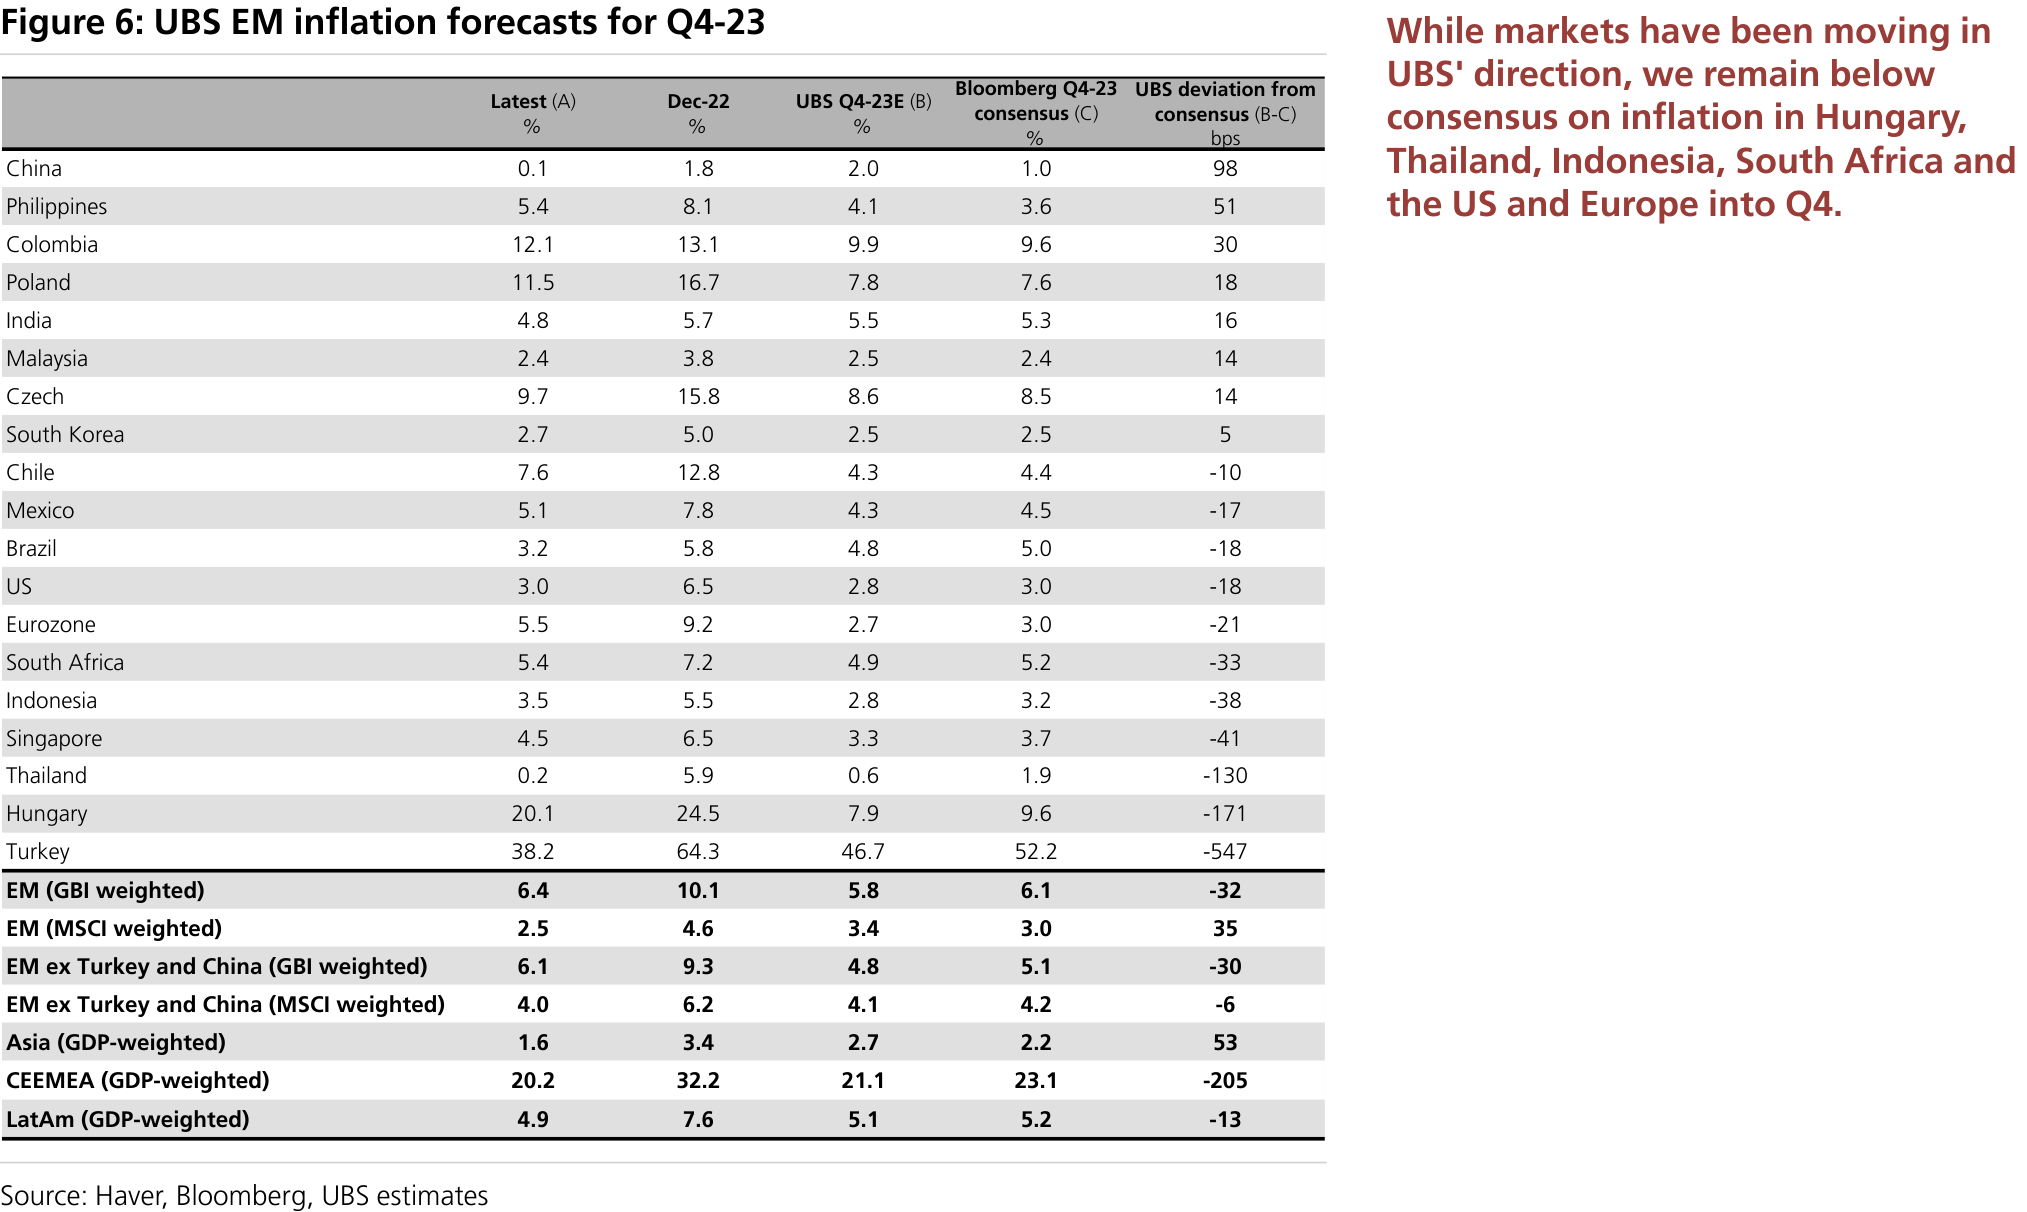 Figure 6: UBS EM inflation forecasts for Q4-23
Latest (A) % Dec-22 % UBS Q4-23E (B) % Bloomberg Q4-23 consensus (C) % UBS deviation from consensus (B-C) bps
China 0.1 1.8 2.0 1.0 98
Philippines 5.4 8.1 4.1 3.6 51
Colombia 12.1 13.1 9.9 9.6 30
Poland 11.5 16.7 7.8 7.6 18
India 4.8 5.7 5.5 5.3 16
Malaysia 2.4 3.8 2.5 2.4 14
Czech 9.7 15.8 8.6 8.5 14
South Korea 2.7 5.0 2.5 2.5 5
Chile 7.6 12.8 4.3 4.4 -10
Mexico 5.1 7.8 4.3 4.5 -17
Brazil 3.2 5.8 4.8 5.0 -18
US 3.0 6.5 2.8 3.0 -18
Eurozone 5.5 9.2 2.7 3.0 -21
South Africa 5.4 7.2 4.9 5.2 -33
Indonesia 3.5 5.5 2.8 3.2 -38
Singapore 4.5 6.5 3.3 3.7 -41
Thailand 0.2 5.9 0.6 1.9 -130
Hungary 20.1 24.5 7.9 9.6 -171
Turkey 38.2 64.3 46.7 52.2 -547
EM (GBI weighted) 6.4 10.1 5.8 6.1 -32
EM (MSCI weighted) 2.5 4.6 3.4 3.0 35
EM ex Turkey and China (GBI weighted) 6.1 9.3 4.8 5.1 -30
EM ex Turkey and China (MSCI weighted) 4.0 6.2 4.1 4.2 -6
Asia (GDP-weighted) 1.6 3.4 2.7 2.2 53
CEEMEA (GDP-weighted) 20.2 32.2 21.1 23.1 -205
LatAm (GDP-weighted) 4.9 7.6 5.1 5.2 -13
Source: Haver, Bloomberg, UBS estimates
While markets have been moving in
UBS' direction, we remain below
consensus on inflation in Hungary,
Thailand, Indonesia, South Africa and
the US and Europe into Q4.